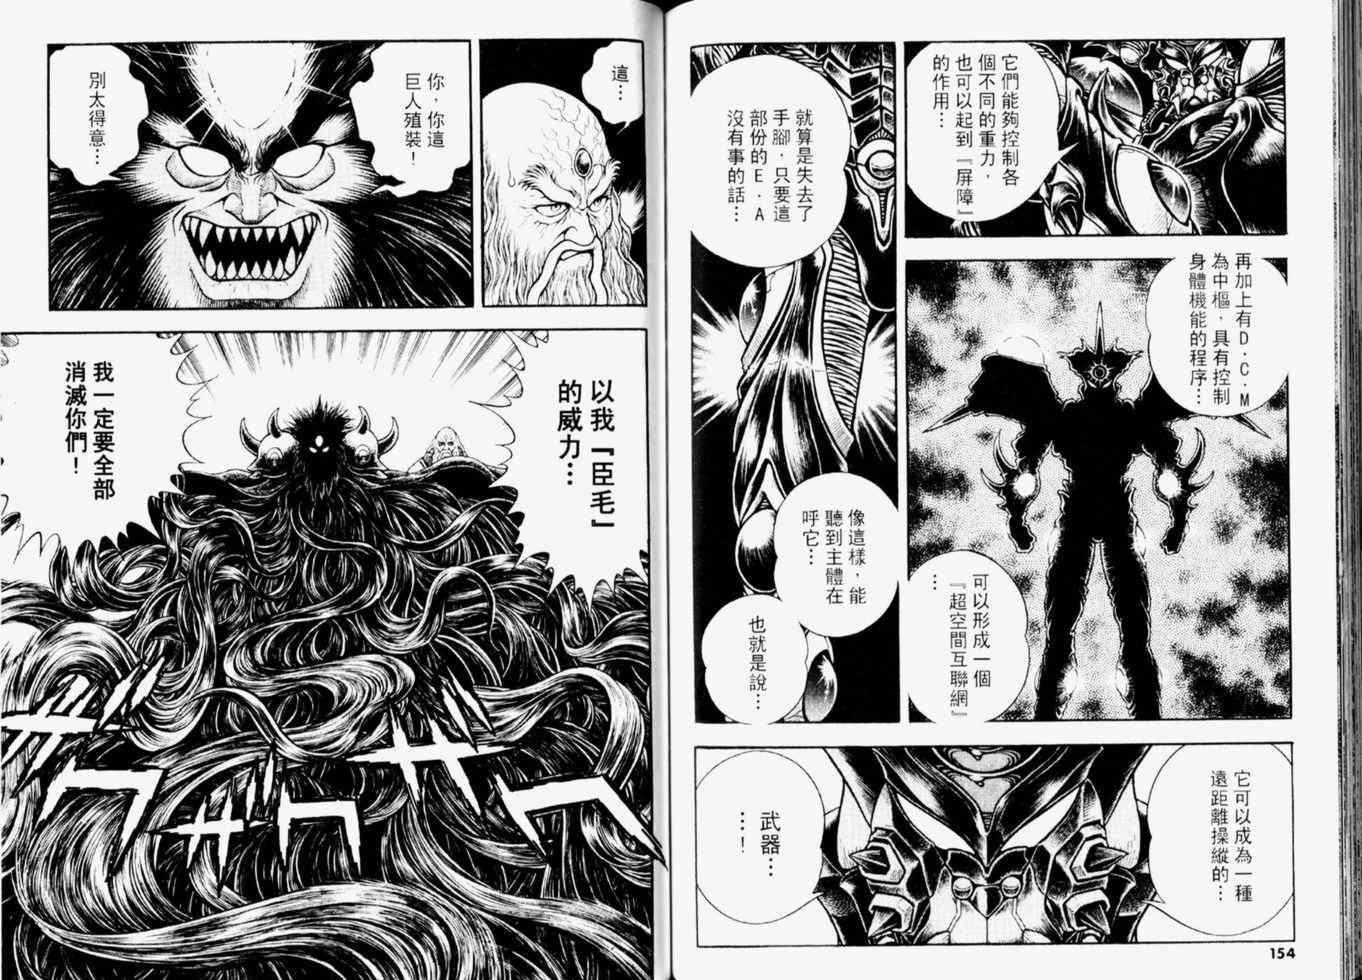 它們能夠控制各
個不同的重力，
也可以起到『屏障』
的作用…
就算是失去了
手腳，只要這
部份的E．A
沒有事的話…
再加上有D．C．M
為中樞，具有控制
身體機能的程序…
可以形成一個
『超空間互聯網』
…
像這樣，能
聽到主體在
呼它…
也就是說…
它可以成為一種
遠距離操縱的…
武器…
…！
這…
你，你這
巨人殖裝！
別太得意…
以我『臣毛』
的威力…
我一定要全部
消滅你們！
ザワ ザワ ザワ
154